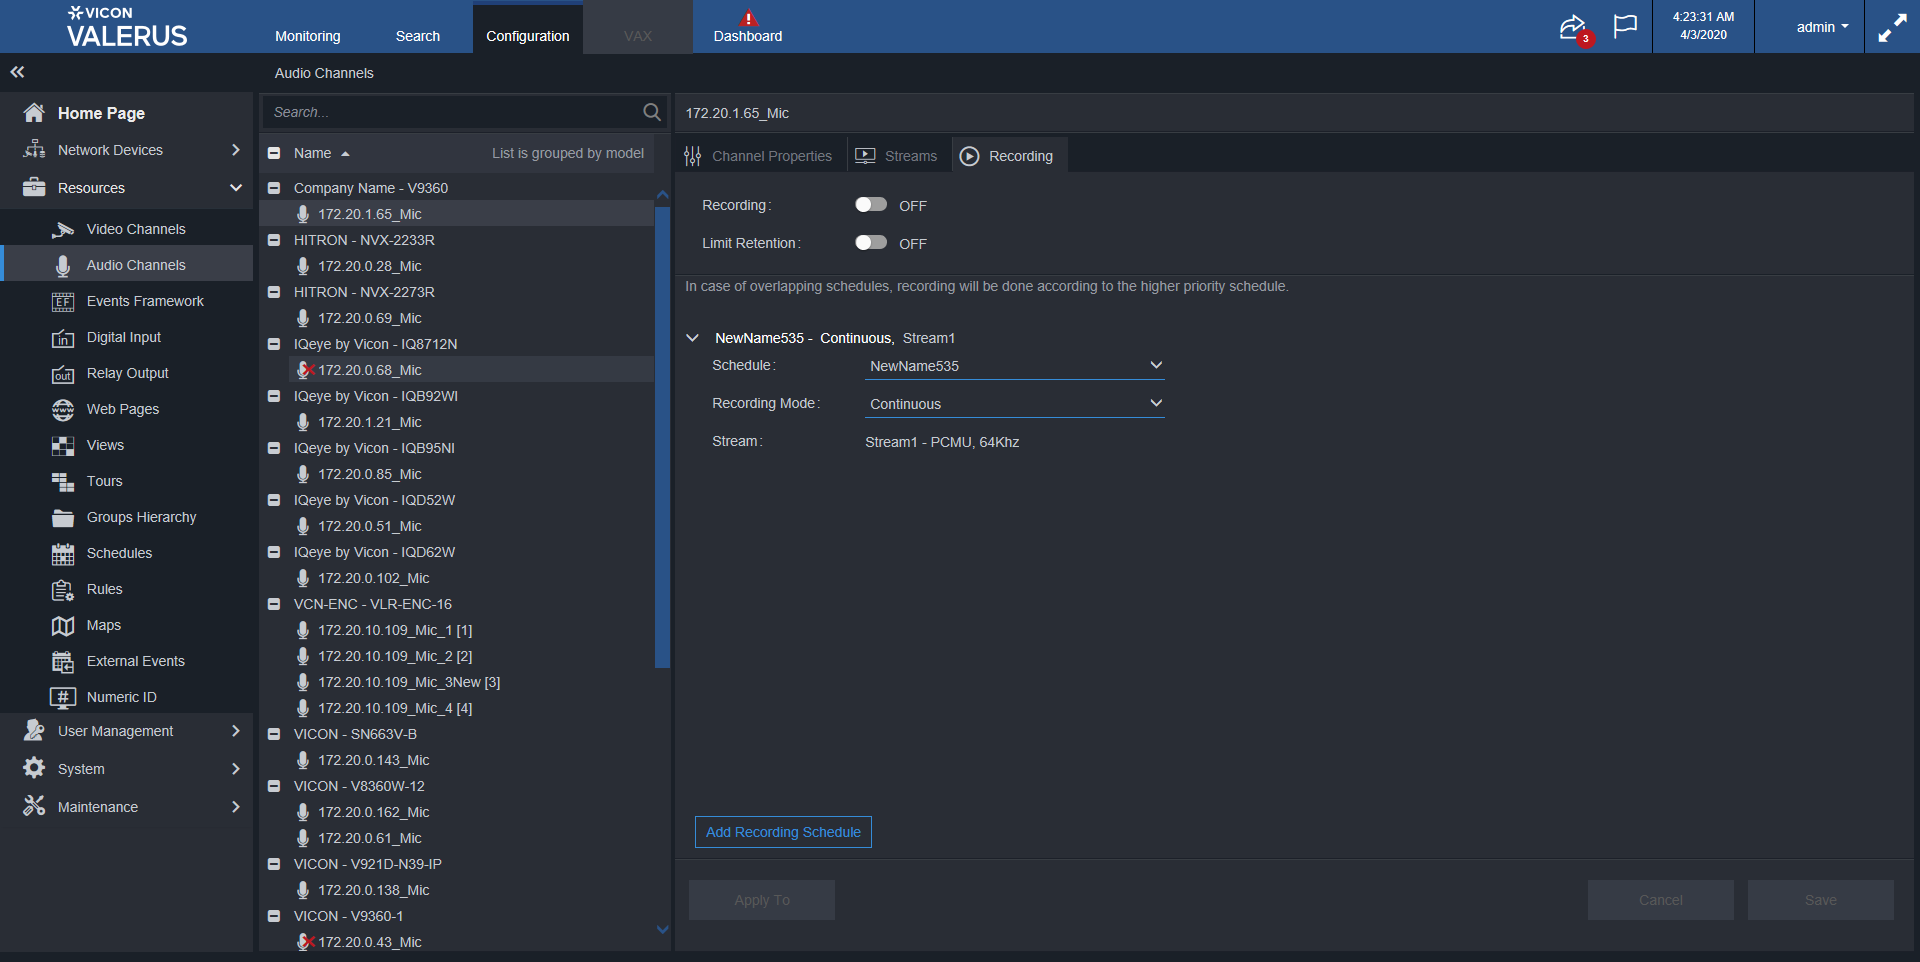 VICON
VALERUS
Monitoring
Search
Configuration
VAX
Dashboard
3
4:23:31 AM
4/3/2020
admin
Audio Channels
Home Page
Network Devices
Resources
Video Channels
Audio Channels
EF
Events Framework
in
Digital Input
out
Relay Output
www
Web Pages
Views
Tours
Groups Hierarchy
Schedules
Rules
Maps
External Events
#
Numeric ID
User Management
System
Maintenance
Search...
Name
List is grouped by model
Company Name - V9360
172.20.1.65_Mic
HITRON - NVX-2233R
172.20.0.28_Mic
HITRON - NVX-2273R
172.20.0.69_Mic
IQeye by Vicon - IQ8712N
172.20.0.68_Mic
IQeye by Vicon - IQB92WI
172.20.1.21_Mic
IQeye by Vicon - IQB95NI
172.20.0.85_Mic
IQeye by Vicon - IQD52W
172.20.0.51_Mic
IQeye by Vicon - IQD62W
172.20.0.102_Mic
VCN-ENC - VLR-ENC-16
172.20.10.109_Mic_1 [1]
172.20.10.109_Mic_2 [2]
172.20.10.109_Mic_3New [3]
172.20.10.109_Mic_4 [4]
VICON - SN663V-B
172.20.0.143_Mic
VICON - V8360W-12
172.20.0.162_Mic
172.20.0.61_Mic
VICON - V921D-N39-IP
172.20.0.138_Mic
VICON - V9360-1
172.20.0.43_Mic
172.20.1.65_Mic
Channel Properties
Streams
Recording
Recording: OFF
Limit Retention: OFF
In case of overlapping schedules, recording will be done according to the higher priority schedule.
NewName535 - Continuous, Stream1
Schedule: NewName535
Recording Mode: Continuous
Stream: Stream1 - PCMU, 64Khz
Add Recording Schedule
Apply To
Cancel
Save